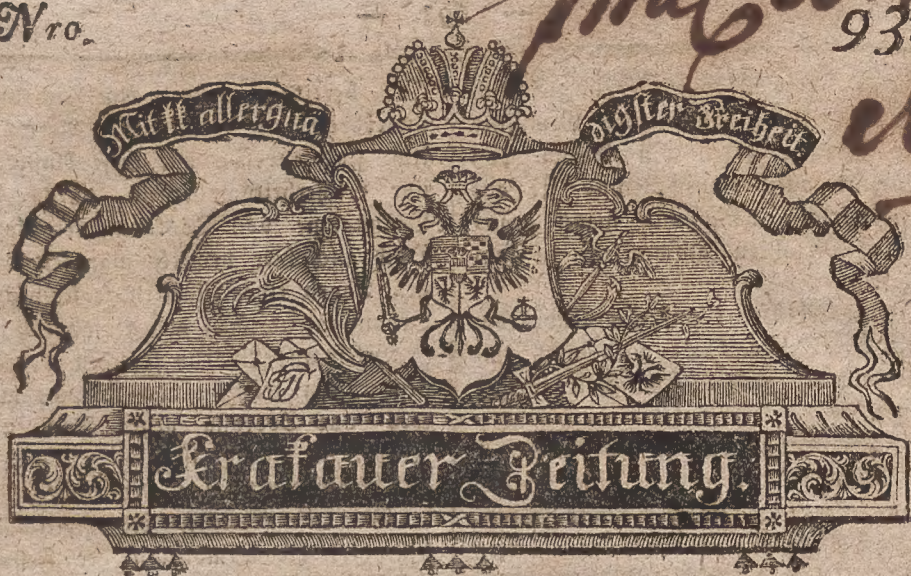 Nro. 93
Mit kk. allergnä, digster Freiheit.
Krakauer Zeitung.